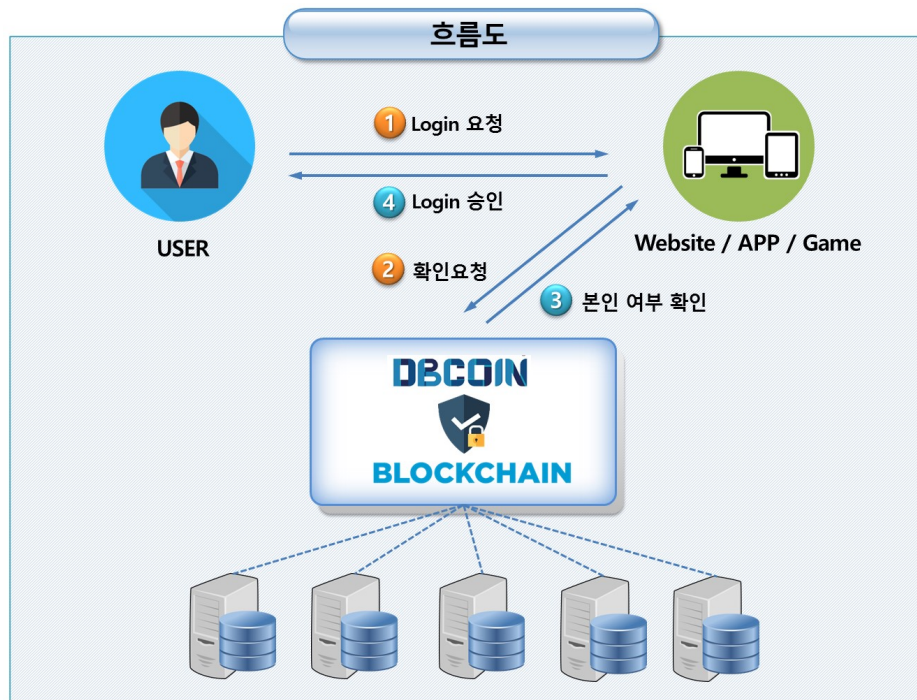 흐름도
1 Login 요청
4 Login 승인
USER
Website / APP / Game
2 확인요청
3 본인 여부 확인
DBCOIN
BLOCKCHAIN